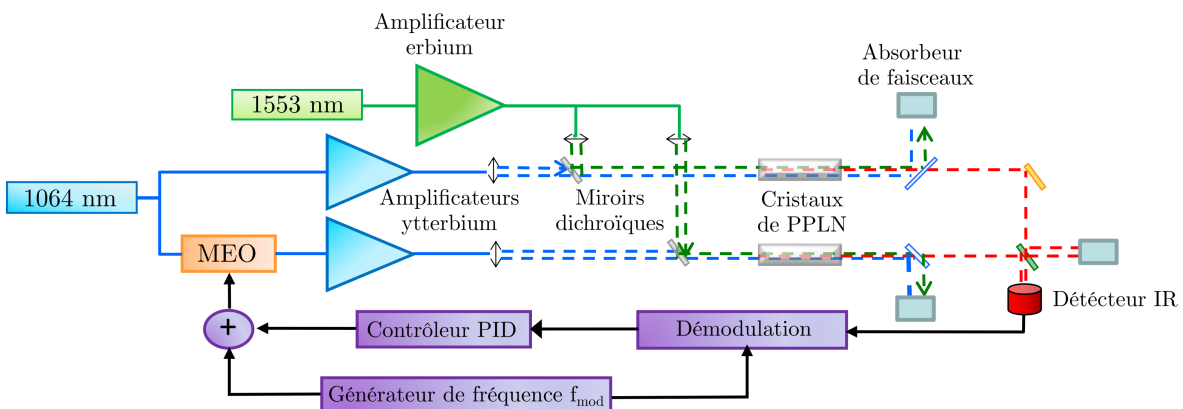 Amplificateur
erbium
Absorbeur
de faisceaux
1553 nm
1064 nm
Amplificateurs
ytterbium
Miroirs
dichroïques
Cristaux
de PPLN
MEO
Détécteur IR
+
Contrôleur PID
Démodulation
Générateur de fréquence fmod